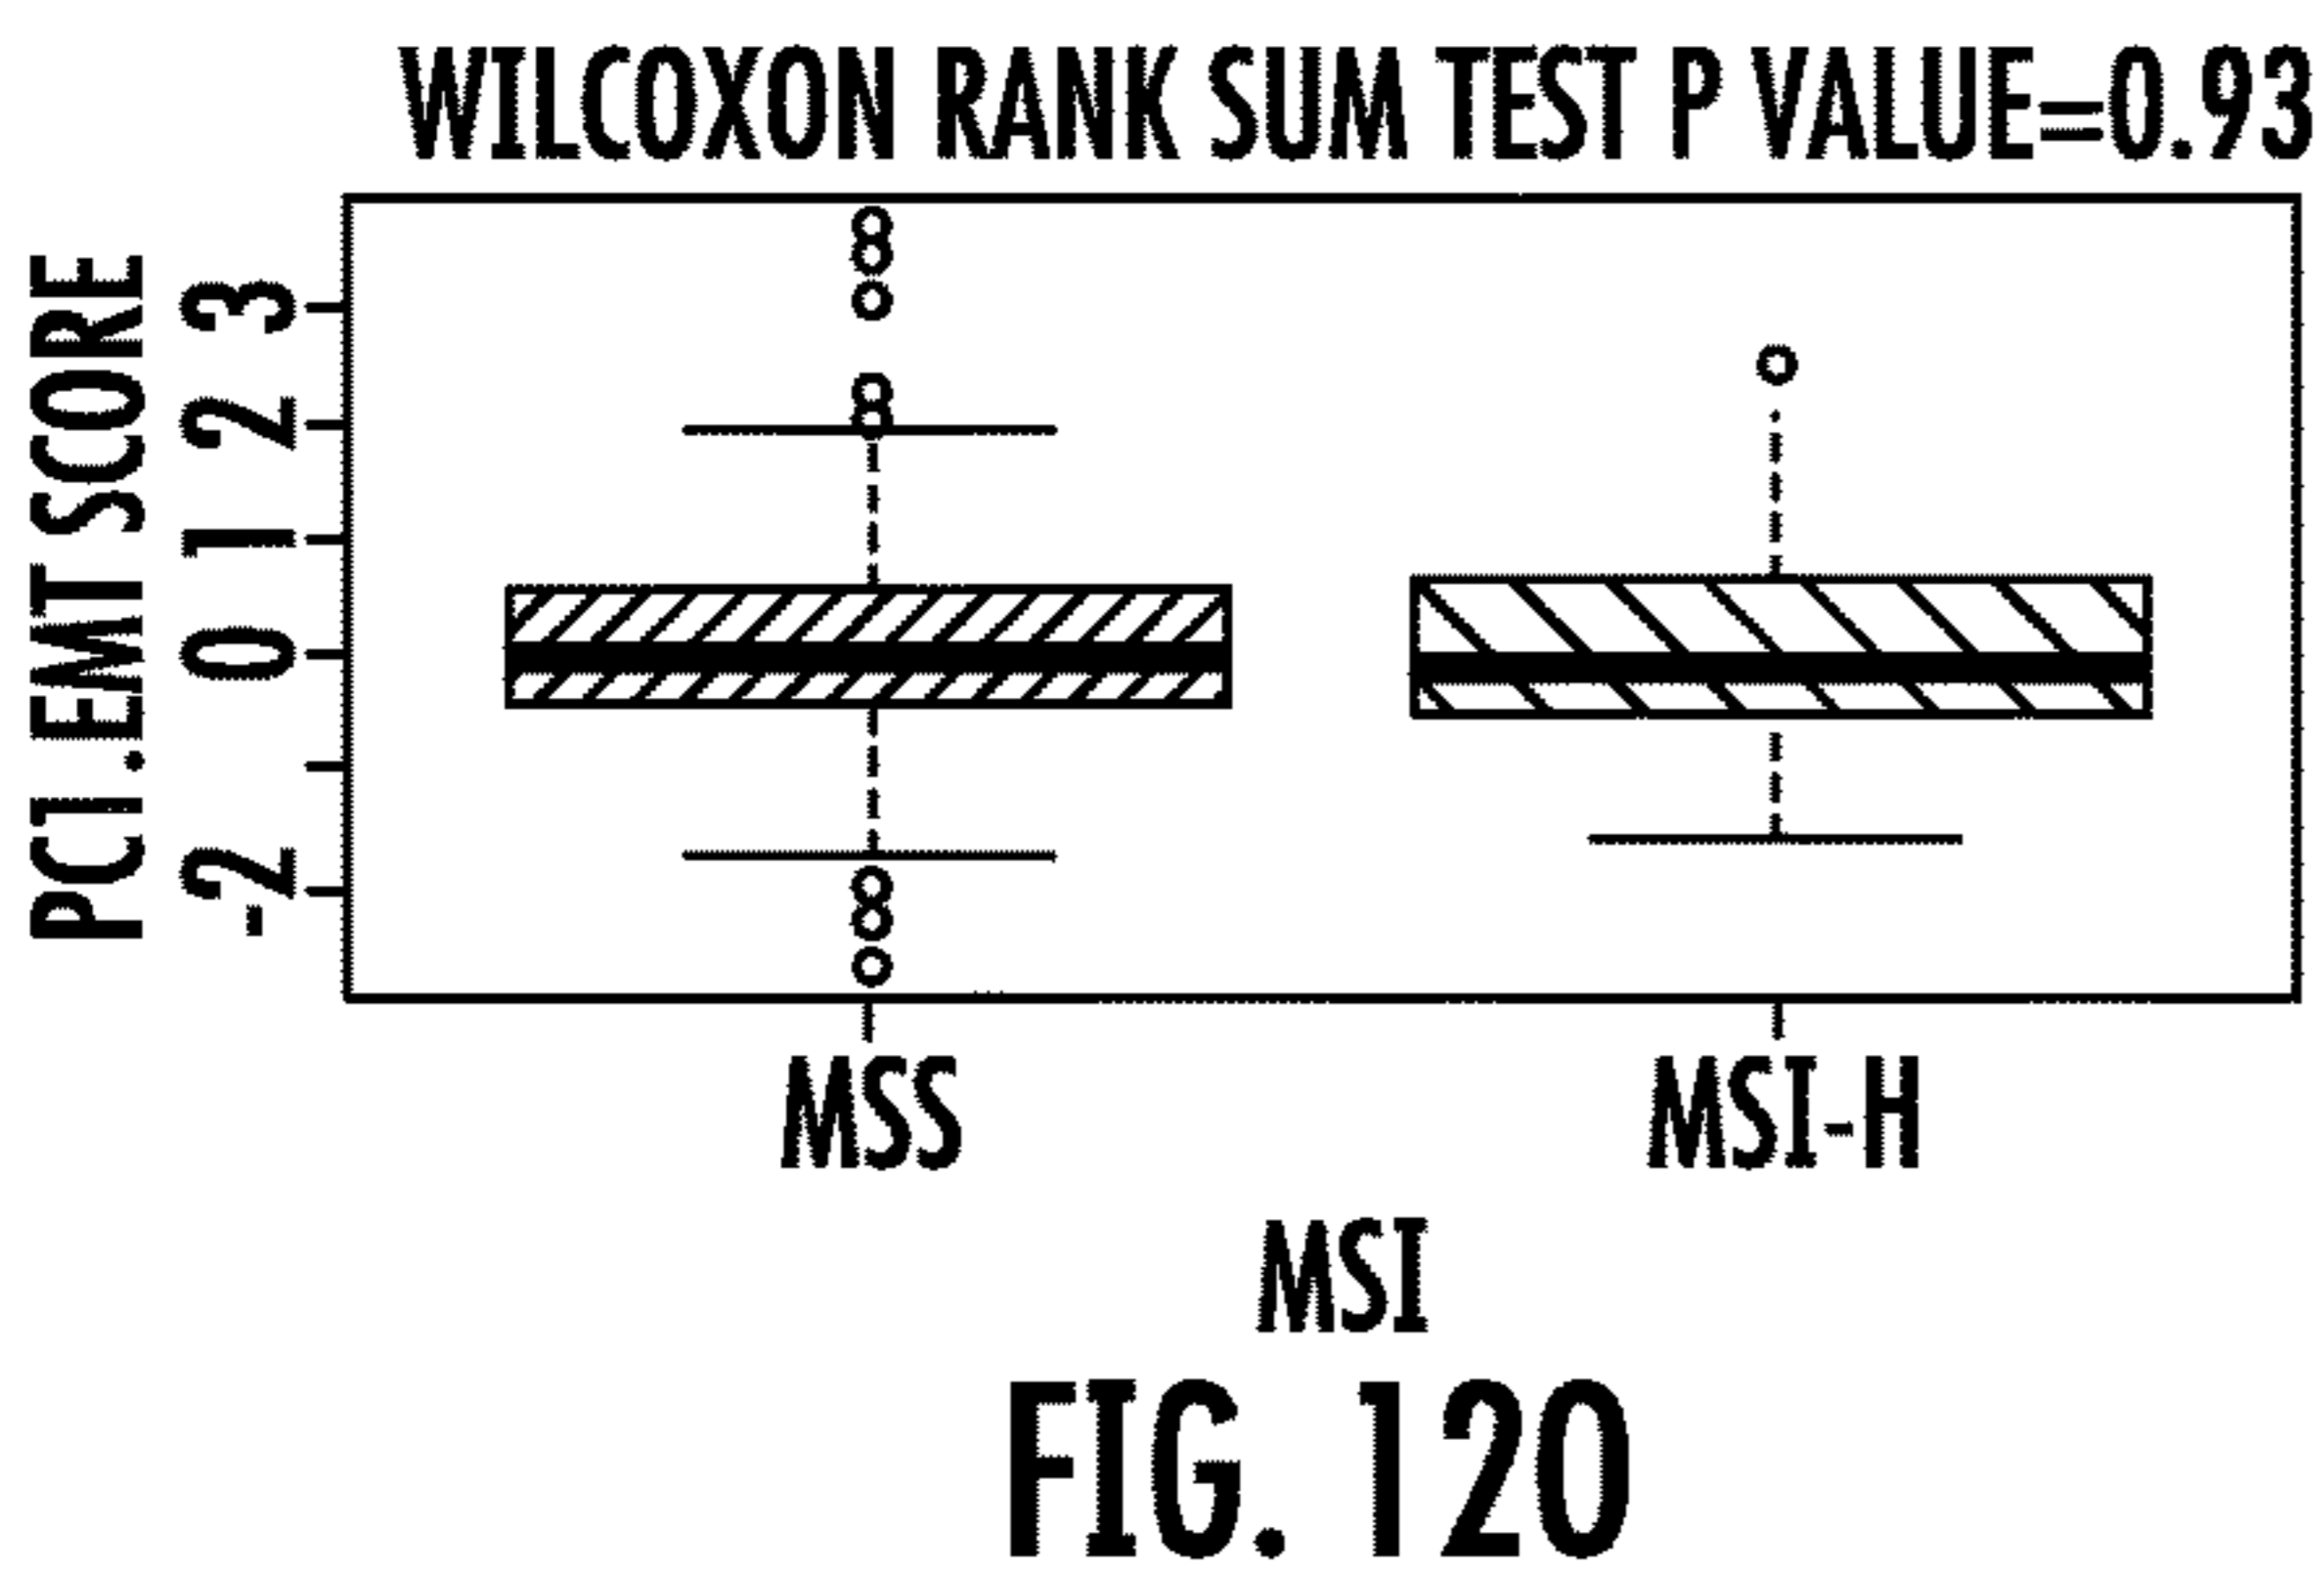 WILCOXON RANK SUM TEST P VALUE=0.93
PC1.EMT SCORE
3
2
1
0
-2
MSS MSI-H
MSI
FIG. 120